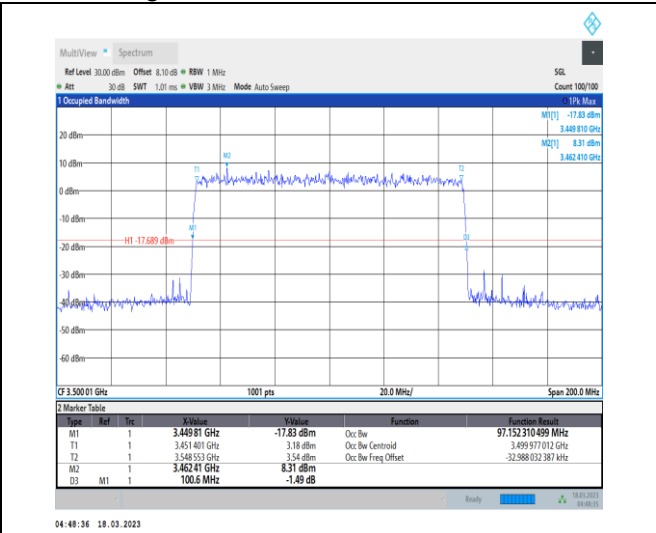 MultiView Spectrum
Ref Level 30.00 dBm Offset 8.10 dB RBW 1 MHz SGL
Att 30 dB SWT 1.01 ms VBW 3 MHz Mode Auto Sweep Count 100/100
1 Occupied Bandwidth 1Pk Max
M1[1] -17.83 dBm
3.449 810 GHz
M2[1] 8.31 dBm
3.462 410 GHz
20 dBm
10 dBm
0 dBm
-10 dBm
-20 dBm
-30 dBm
-40 dBm
-50 dBm
-60 dBm
T1
M2
T2
M1
D3
H1 -17.689 dBm
CF 3.500 01 GHz 1001 pts 20.0 MHz/ Span 200.0 MHz
2 Marker Table
Type Ref Trc X-Value Y-Value Function Function Result
M1 1 3.449 81 GHz -17.83 dBm Occ Bw 97.152 310 499 MHz
T1 1 3.451 401 GHz 3.18 dBm Occ Bw Centroid 3.499 977 012 GHz
T2 1 3.548 553 GHz 3.54 dBm Occ Bw Freq Offset -32.988 032 387 kHz
M2 1 3.462 41 GHz 8.31 dBm
D3 M1 1 100.6 MHz -1.49 dB
Ready 18.03.2023
04:48:35
04:48:36 18.03.2023